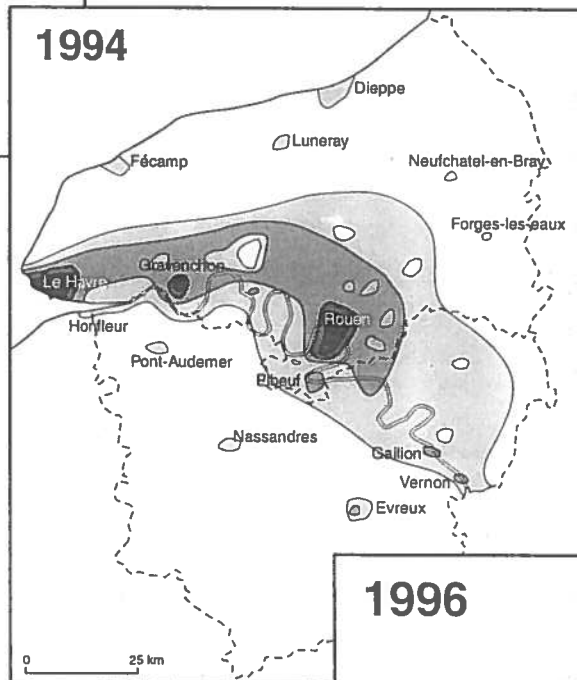 1994
Dieppe
Luneray
Fécamp
Neufchatel-en-Bray
Forges-les-eaux
Gravenchon
Le Havre
Rouen
Honfleur
Pont-Audemer
Elbeuf
Nassandres
Gaillon
Vernon
Evreux
1996
0 25 km